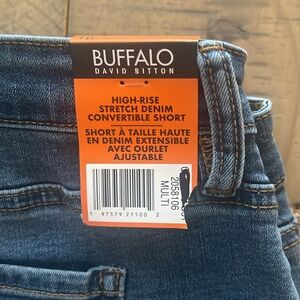 BUFFALO
DAVID BITTON
HIGH-RISE
STRETCH DENIM
CONVERTIBLE SHORT
SHORT À TAILLE HAUTE
EN DENIM EXTENSIBLE
AVEC OURLET
AJUSTABLE
2058106
MULTI
1 97579 21100 2